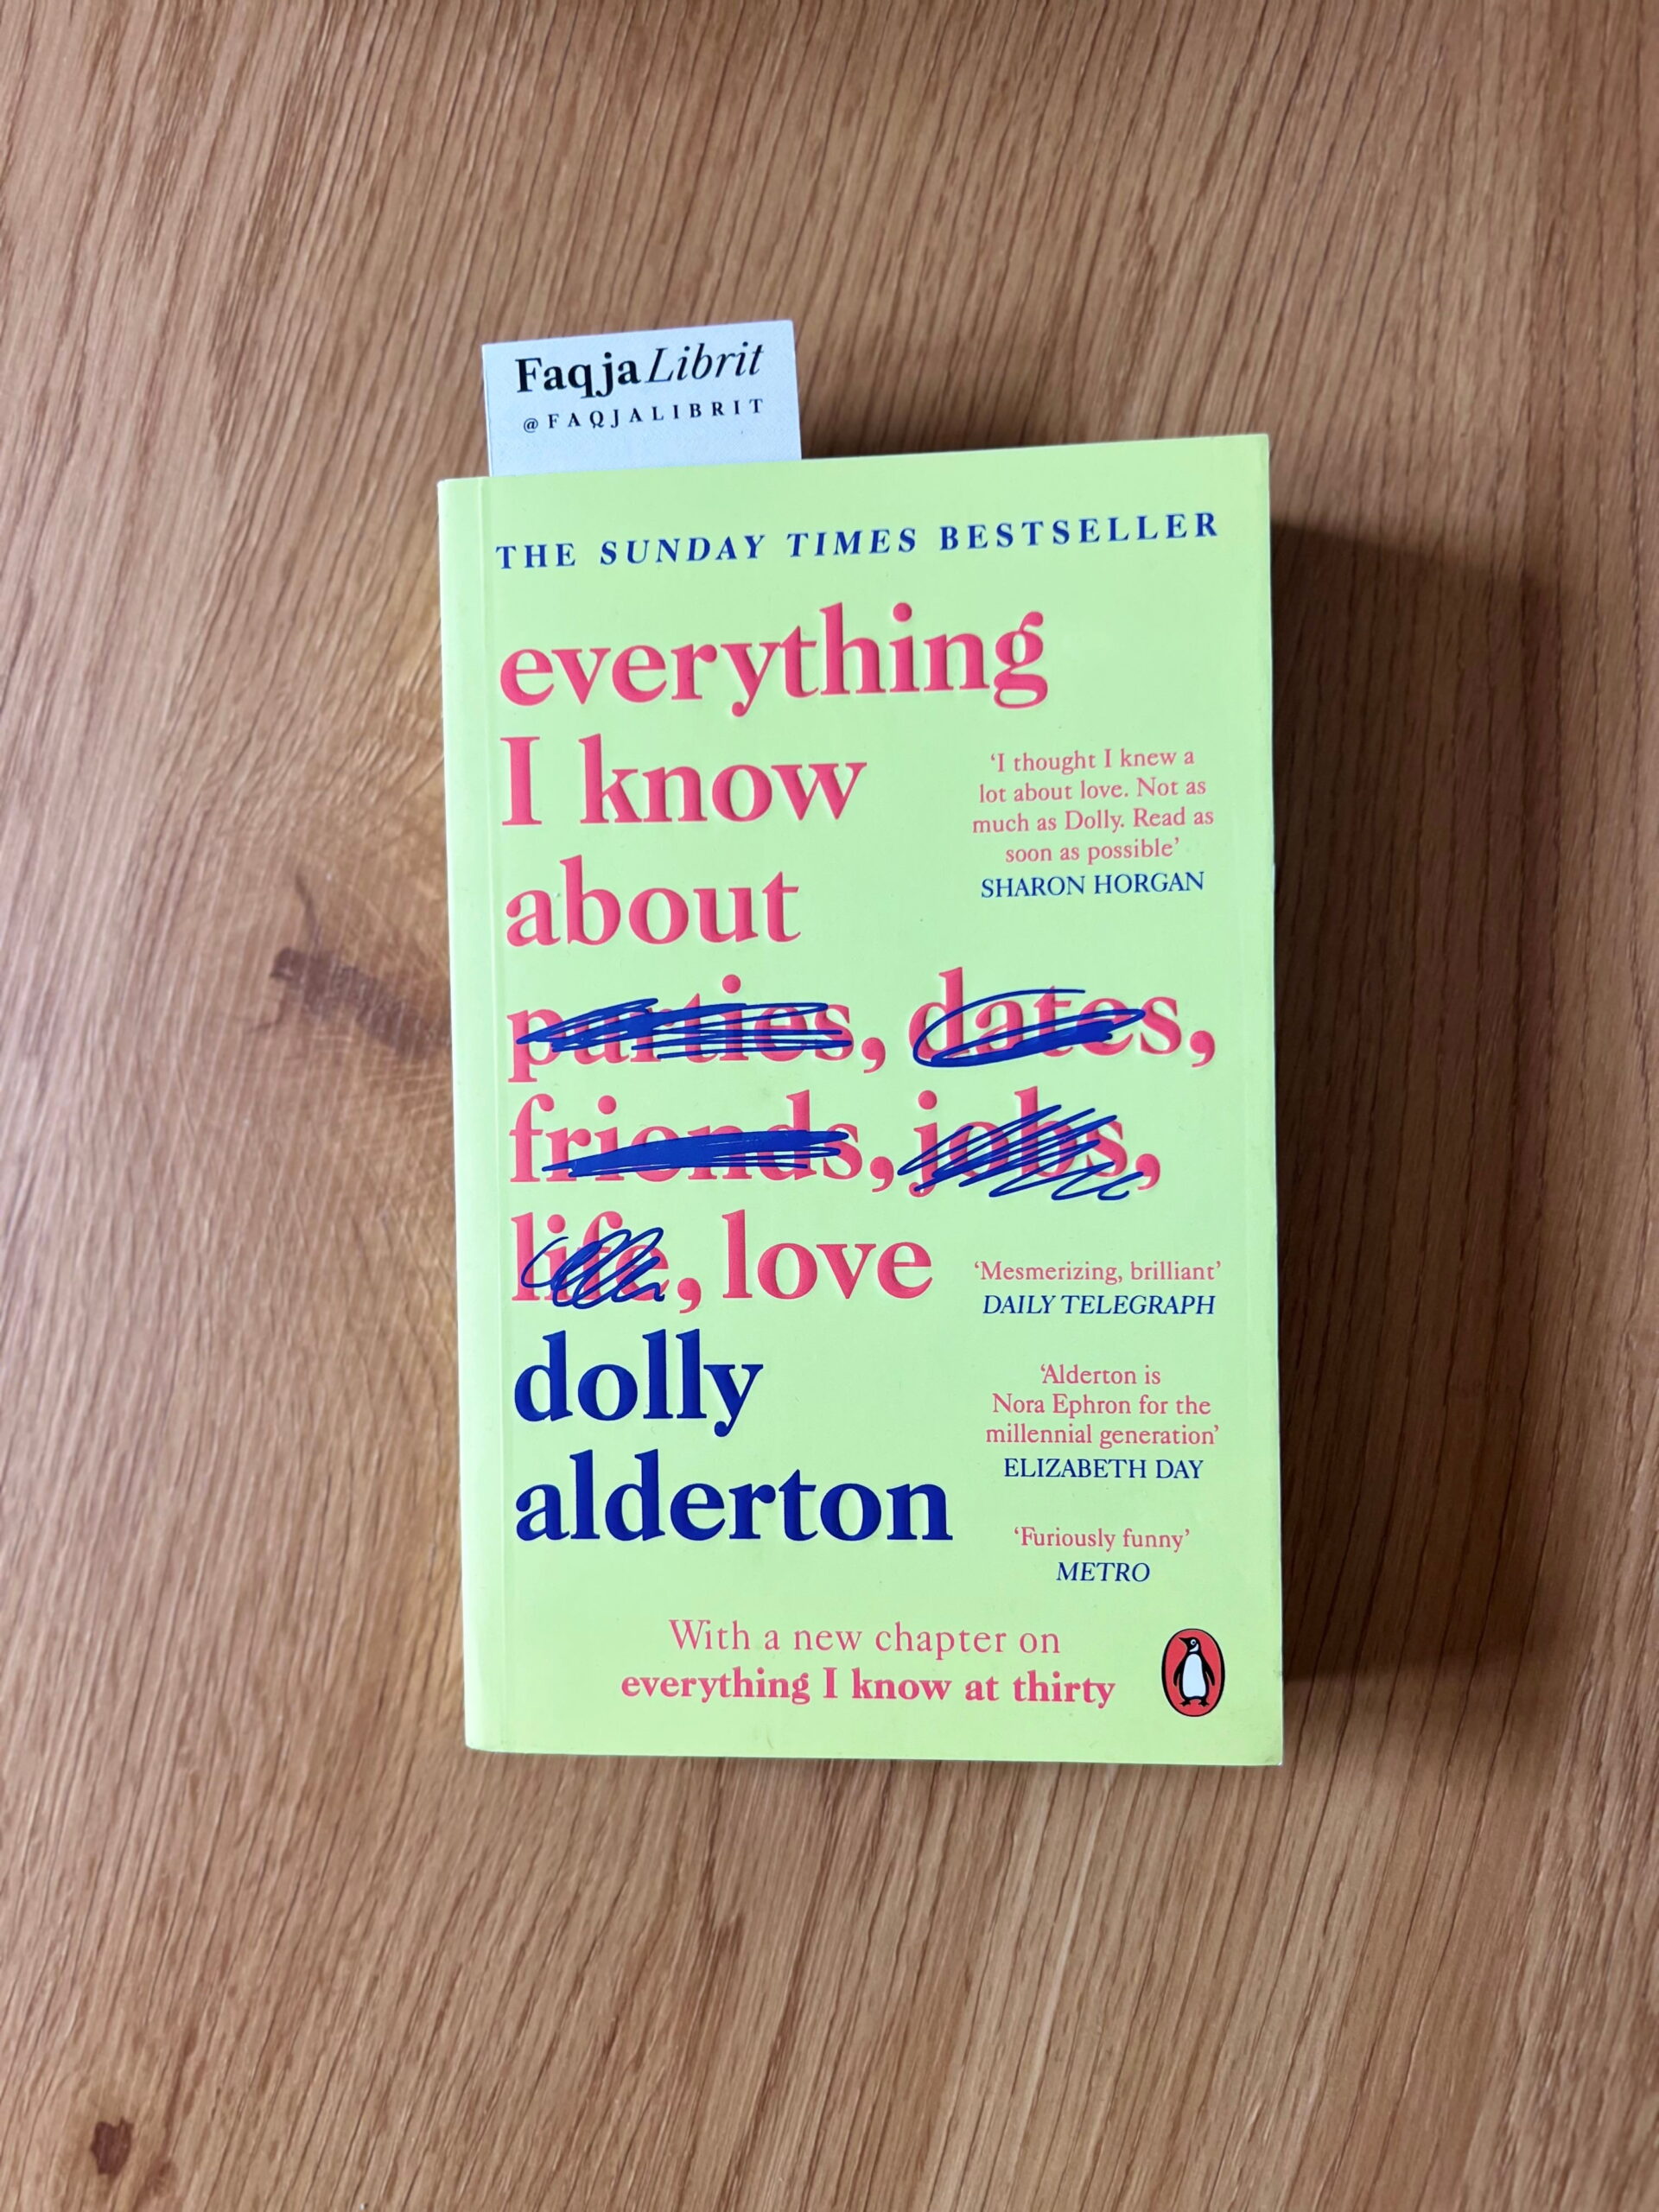 Faqja Librit
@FAQJALIBRIT
THE SUNDAY TIMES BESTSELLER
everything
I know
about
parties, dates,
friends, jobs,
life, love
dolly
alderton
‘I thought I knew a
lot about love. Not as
much as Dolly. Read as
soon as possible’
SHARON HORGAN
‘Mesmerizing, brilliant’
DAILY TELEGRAPH
‘Alderton is
Nora Ephron for the
millennial generation’
ELIZABETH DAY
‘Furiously funny’
METRO
With a new chapter on
everything I know at thirty